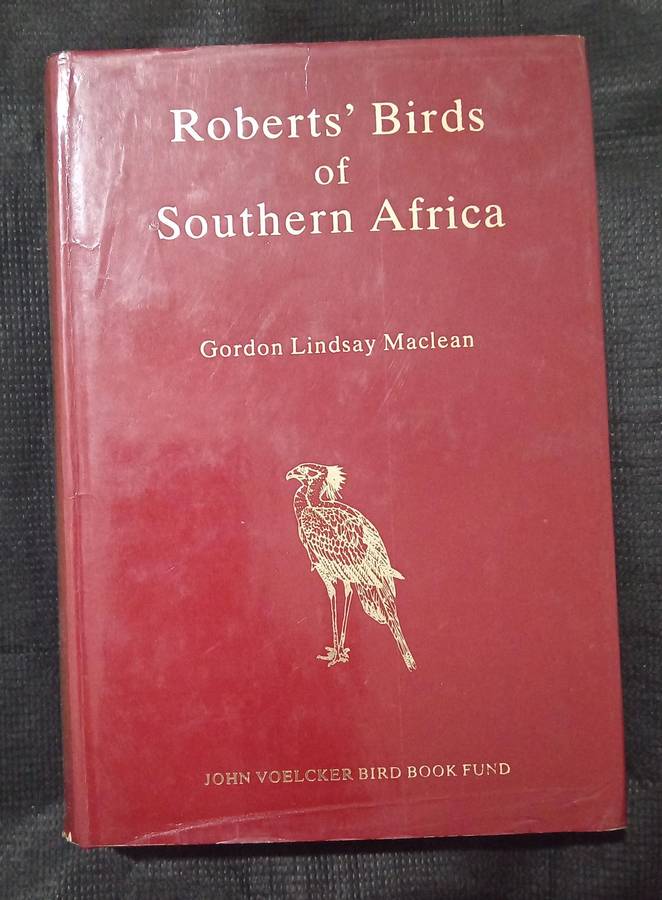 Roberts' Birds
of
Southern Africa
Gordon Lindsay Maclean
JOHN VOELCKER BIRD BOOK FUND